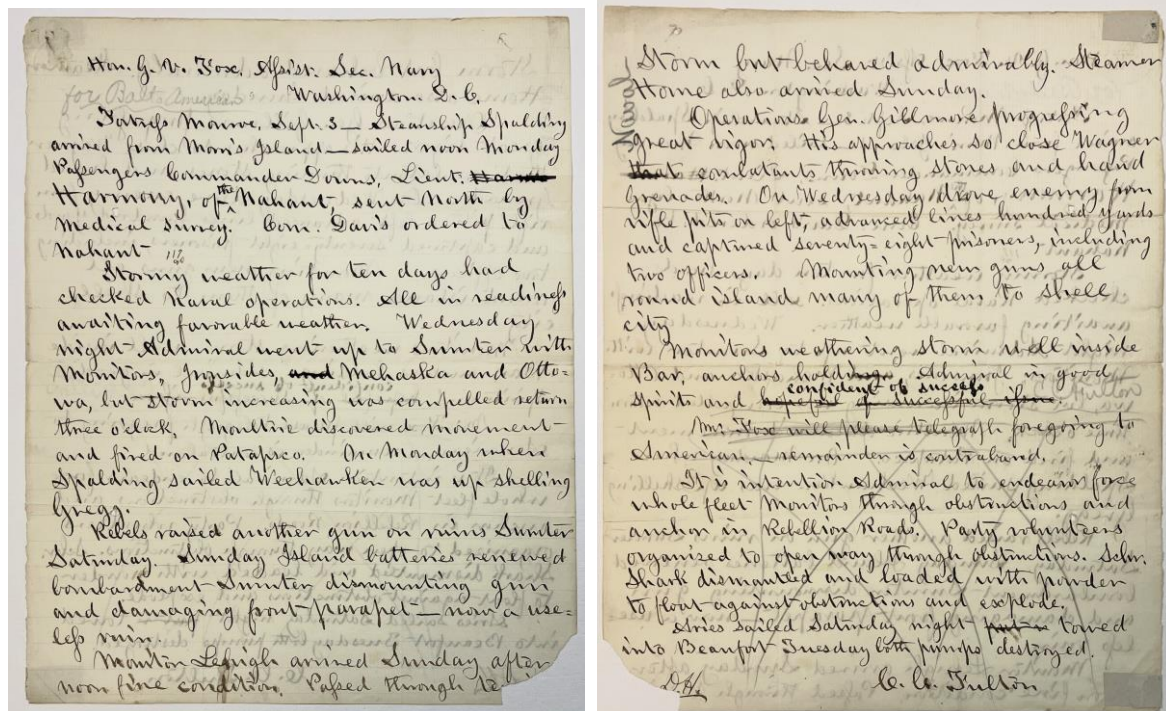 Hon. G. V. Fox, Assist. Sec. Navy
Washington. D. C.
for Balt. American
Fortress Monroe, Sept. 3 — Steamship Spalding
arrived from Morris Island — sailed noon Monday
Passengers Commander Downs, Lieut.
Harmony, of the Nahant, sent North by
Medical survey. Com. Davis ordered to
Nahant
Stormy weather for ten days had
checked Naval operations. All in readiness
awaiting favorable weather. Wednesday
night Admiral went up to Sumter with
Monitors, Ironsides, and Mehaska and Otto=
wa, but storm increasing was compelled return
three o'clock. Moultrie discovered movement
and fired on Patapsco. On Monday when
Spalding sailed Weehawken was up shelling
Gregg.
Rebels raised another gun on ruins Sumter
Saturday. Sunday Island batteries renewed
bombardment Sumter dismounting gun
and damaging front parapet — now a use=
less ruin.
Monitor Lehigh arrived Sunday after
noon fine condition. Passed through
Storm but behaved admirably. Steamer
Home also arrived Sunday.
Operations Gen. Gillmore progressing
great vigor. His approaches so close Wagner
that combatants throwing stones and hand
Grenades. On Wednesday drove enemy from
rifle pits on left, advanced lines hundred yards
and captured seventy=eight prisoners, including
two officers. Mounting new guns all
round island many of them to shell
city
Monitors weathering storm well inside
Bar, anchors holding. Admiral in good
confident of success
spirits and hopeful of successful
Mr. Fox will please telegraph foregoing to
American — remainder is contraband.
It is intention Admiral to endeavor force
whole fleet Monitors through obstructions and
anchor in Rebellion Roads. Party volunteers
organized to open way through obstructions. Schr.
Shark dismantled and loaded with powder
to float against obstructions and explode.
Aries sailed Saturday night put in towed
into Beaufort Tuesday both pumps destroyed.
D.H. C. C. Fulton